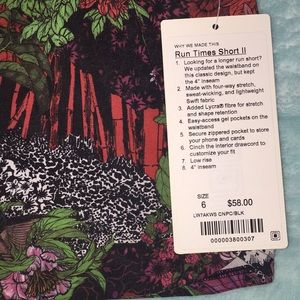 WHY WE MADE THIS
Run Times Short II
1. Looking for a longer run short?
We updated the waistband on
this classic design, but kept
the 4" inseam
2. Made with four-way stretch,
sweat-wicking, and lightweight
Swift fabric
3. Added Lycra® fibre for stretch
and shape retention
4. Easy-access gel pockets on the
waistband
5. Secure zippered pocket to store
your phone and cards
6. Cinch the interior drawcord to
customize your fit
7. Low rise
8. 4" inseam
SIZE
6 $58.00
LW7AKWS CNPC/BLK
000003800307